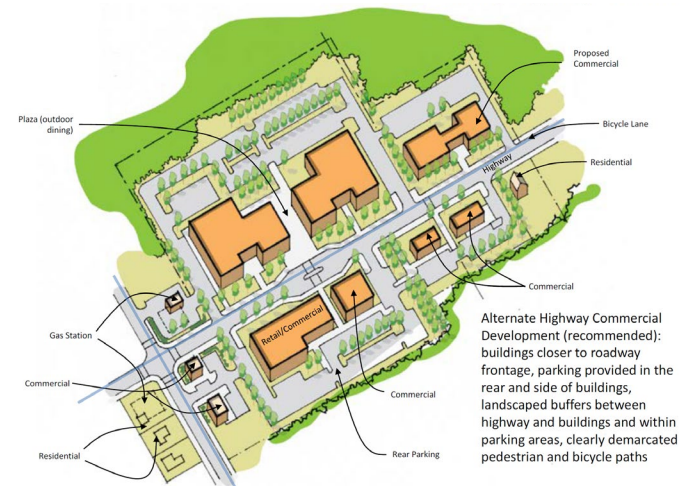 Proposed
Commercial
Plaza (outdoor
dining)
Bicycle Lane
Highway
Residential
Commercial
Gas Station
Retail/Commercial
Commercial
Commercial
Residential
Rear Parking
Alternate Highway Commercial
Development (recommended):
buildings closer to roadway
frontage, parking provided in the
rear and side of buildings,
landscaped buffers between
highway and buildings and within
parking areas, clearly demarcated
pedestrian and bicycle paths